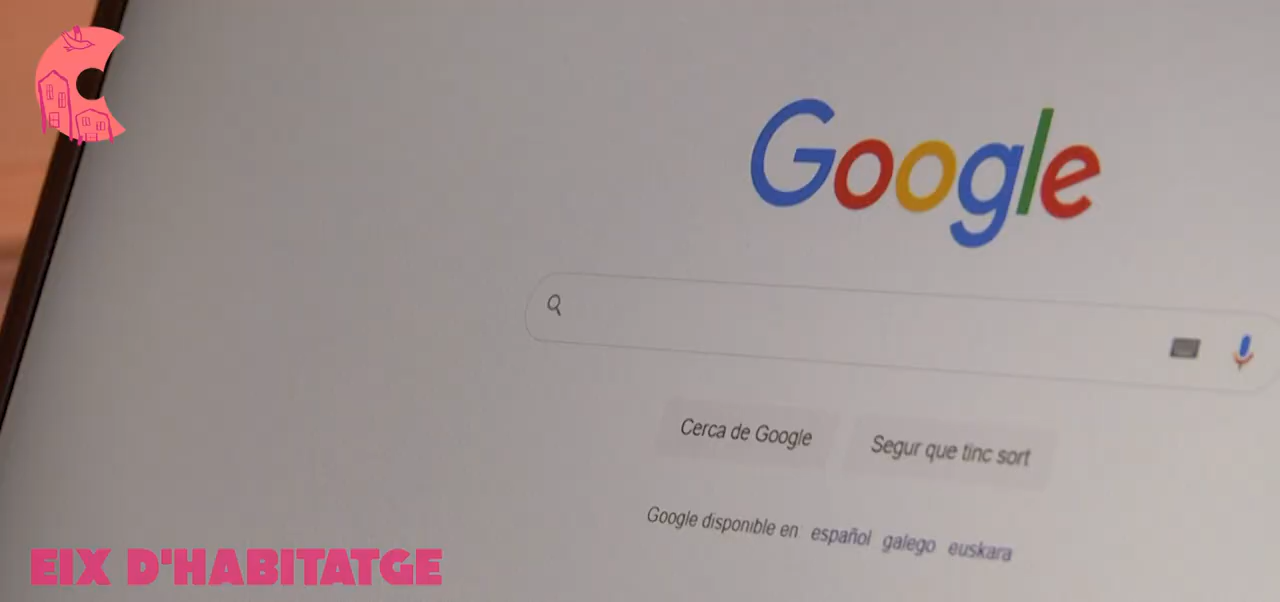 Google
Cerca de Google Segur que tinc sort
Google disponible en: español galego euskara
EIX D'HABITATGE